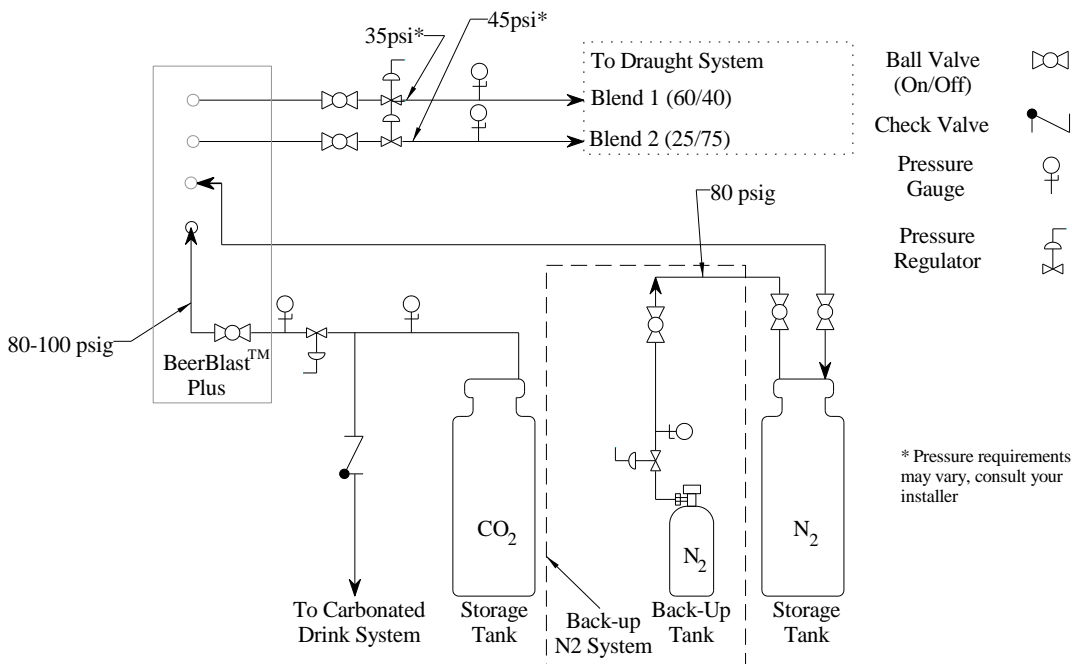 45psi*
35psi*
To Draught System
Blend 1 (60/40)
Blend 2 (25/75)
Ball Valve
(On/Off)
Check Valve
Pressure
Gauge
Pressure
Regulator
80 psig
80-100 psig
BeerBlast™
Plus
CO2
N2
N2
* Pressure requirements
may vary, consult your
installer
To Carbonated
Drink System
Storage
Tank
Back-up
N2 System
Back-Up
Tank
Storage
Tank